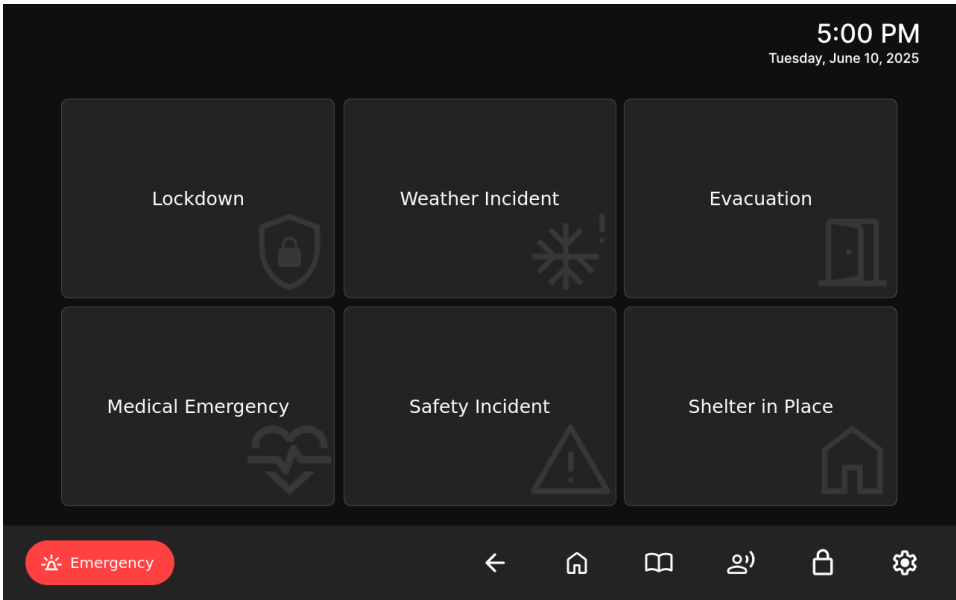 5:00 PM
Tuesday, June 10, 2025
Lockdown
Weather Incident
Evacuation
Medical Emergency
Safety Incident
Shelter in Place
Emergency